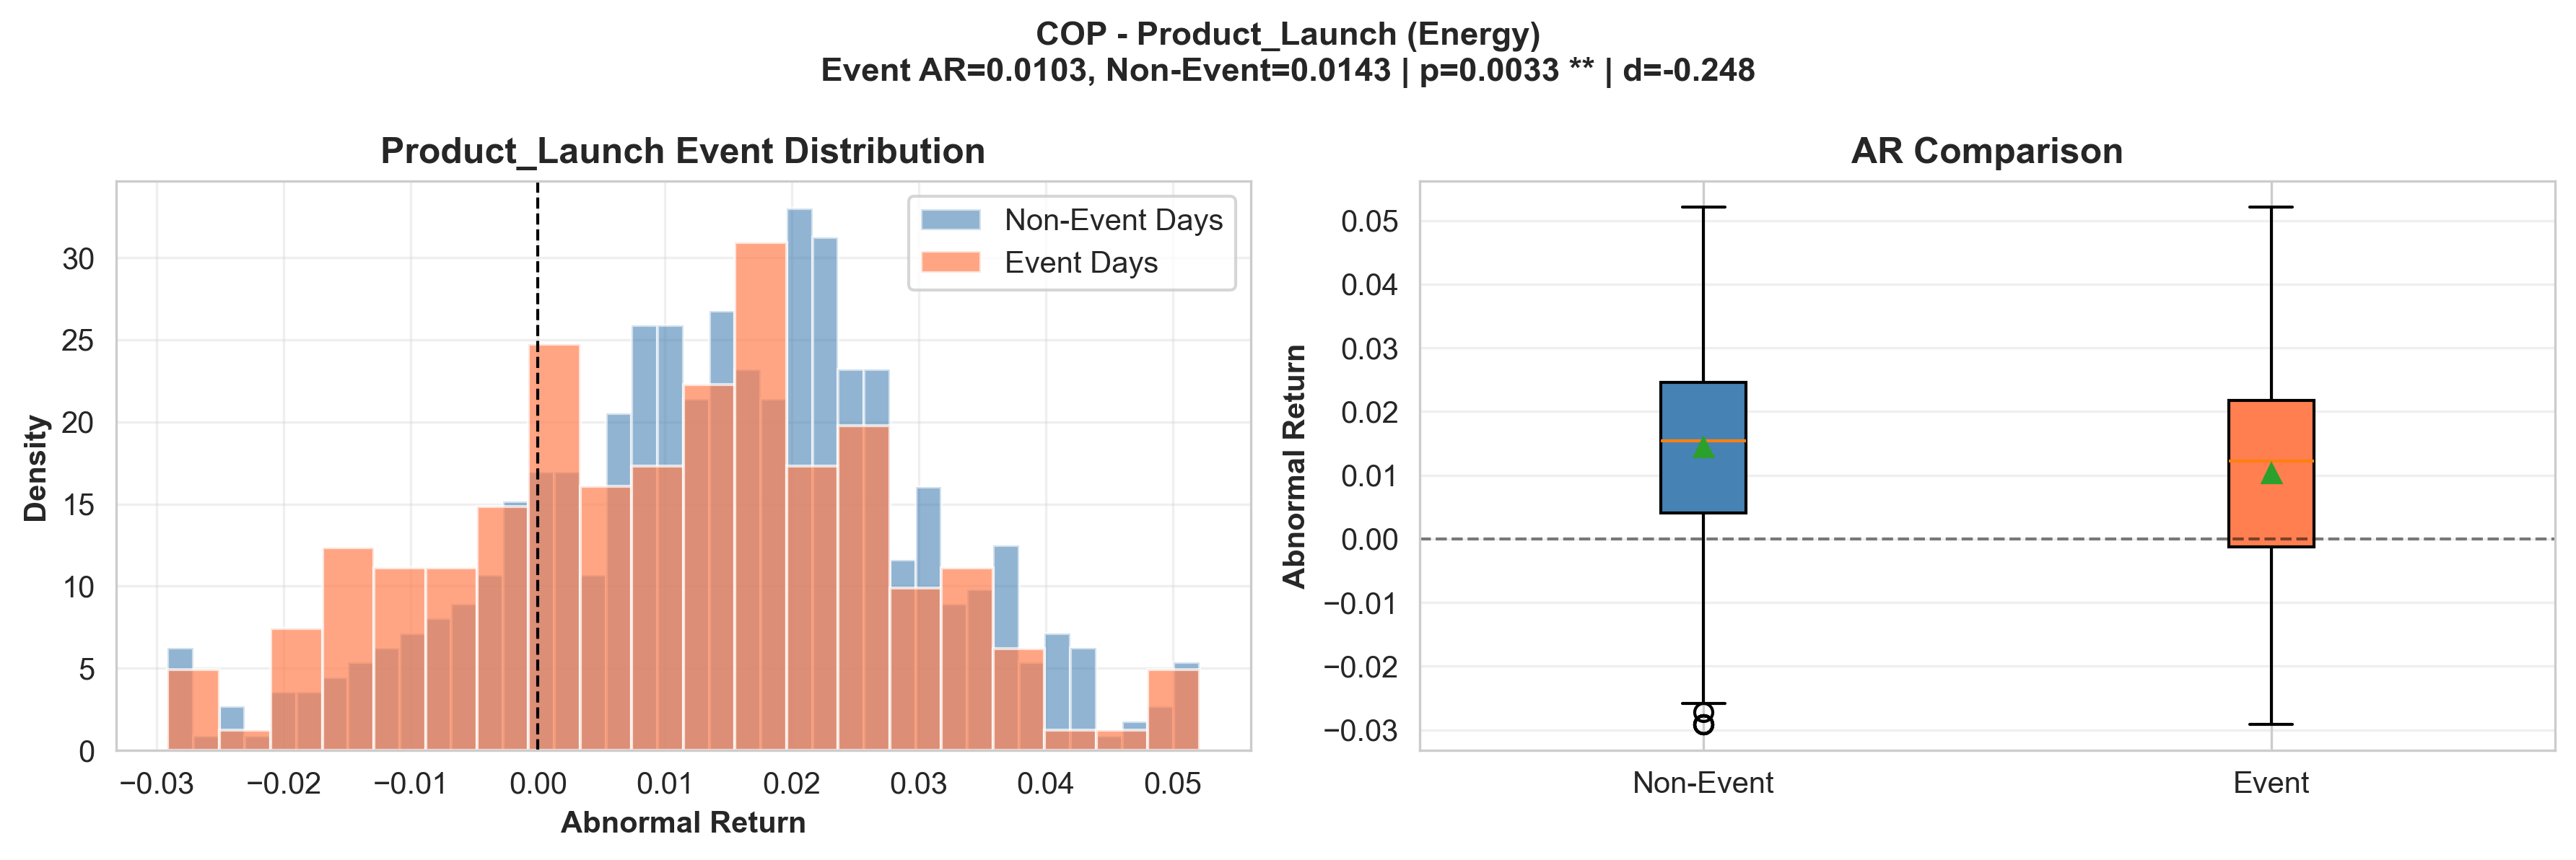 COP - Product_Launch (Energy)
Event AR=0.0103, Non-Event=0.0143 | p=0.0033 ** | d=-0.248
Product_Launch Event Distribution
Non-Event Days
Event Days
Density
30
25
20
15
10
5
0
−0.03 −0.02 −0.01 0.00 0.01 0.02 0.03 0.04 0.05
Abnormal Return
AR Comparison
Abnormal Return
0.05
0.04
0.03
0.02
0.01
0.00
−0.01
−0.02
−0.03
Non-Event Event